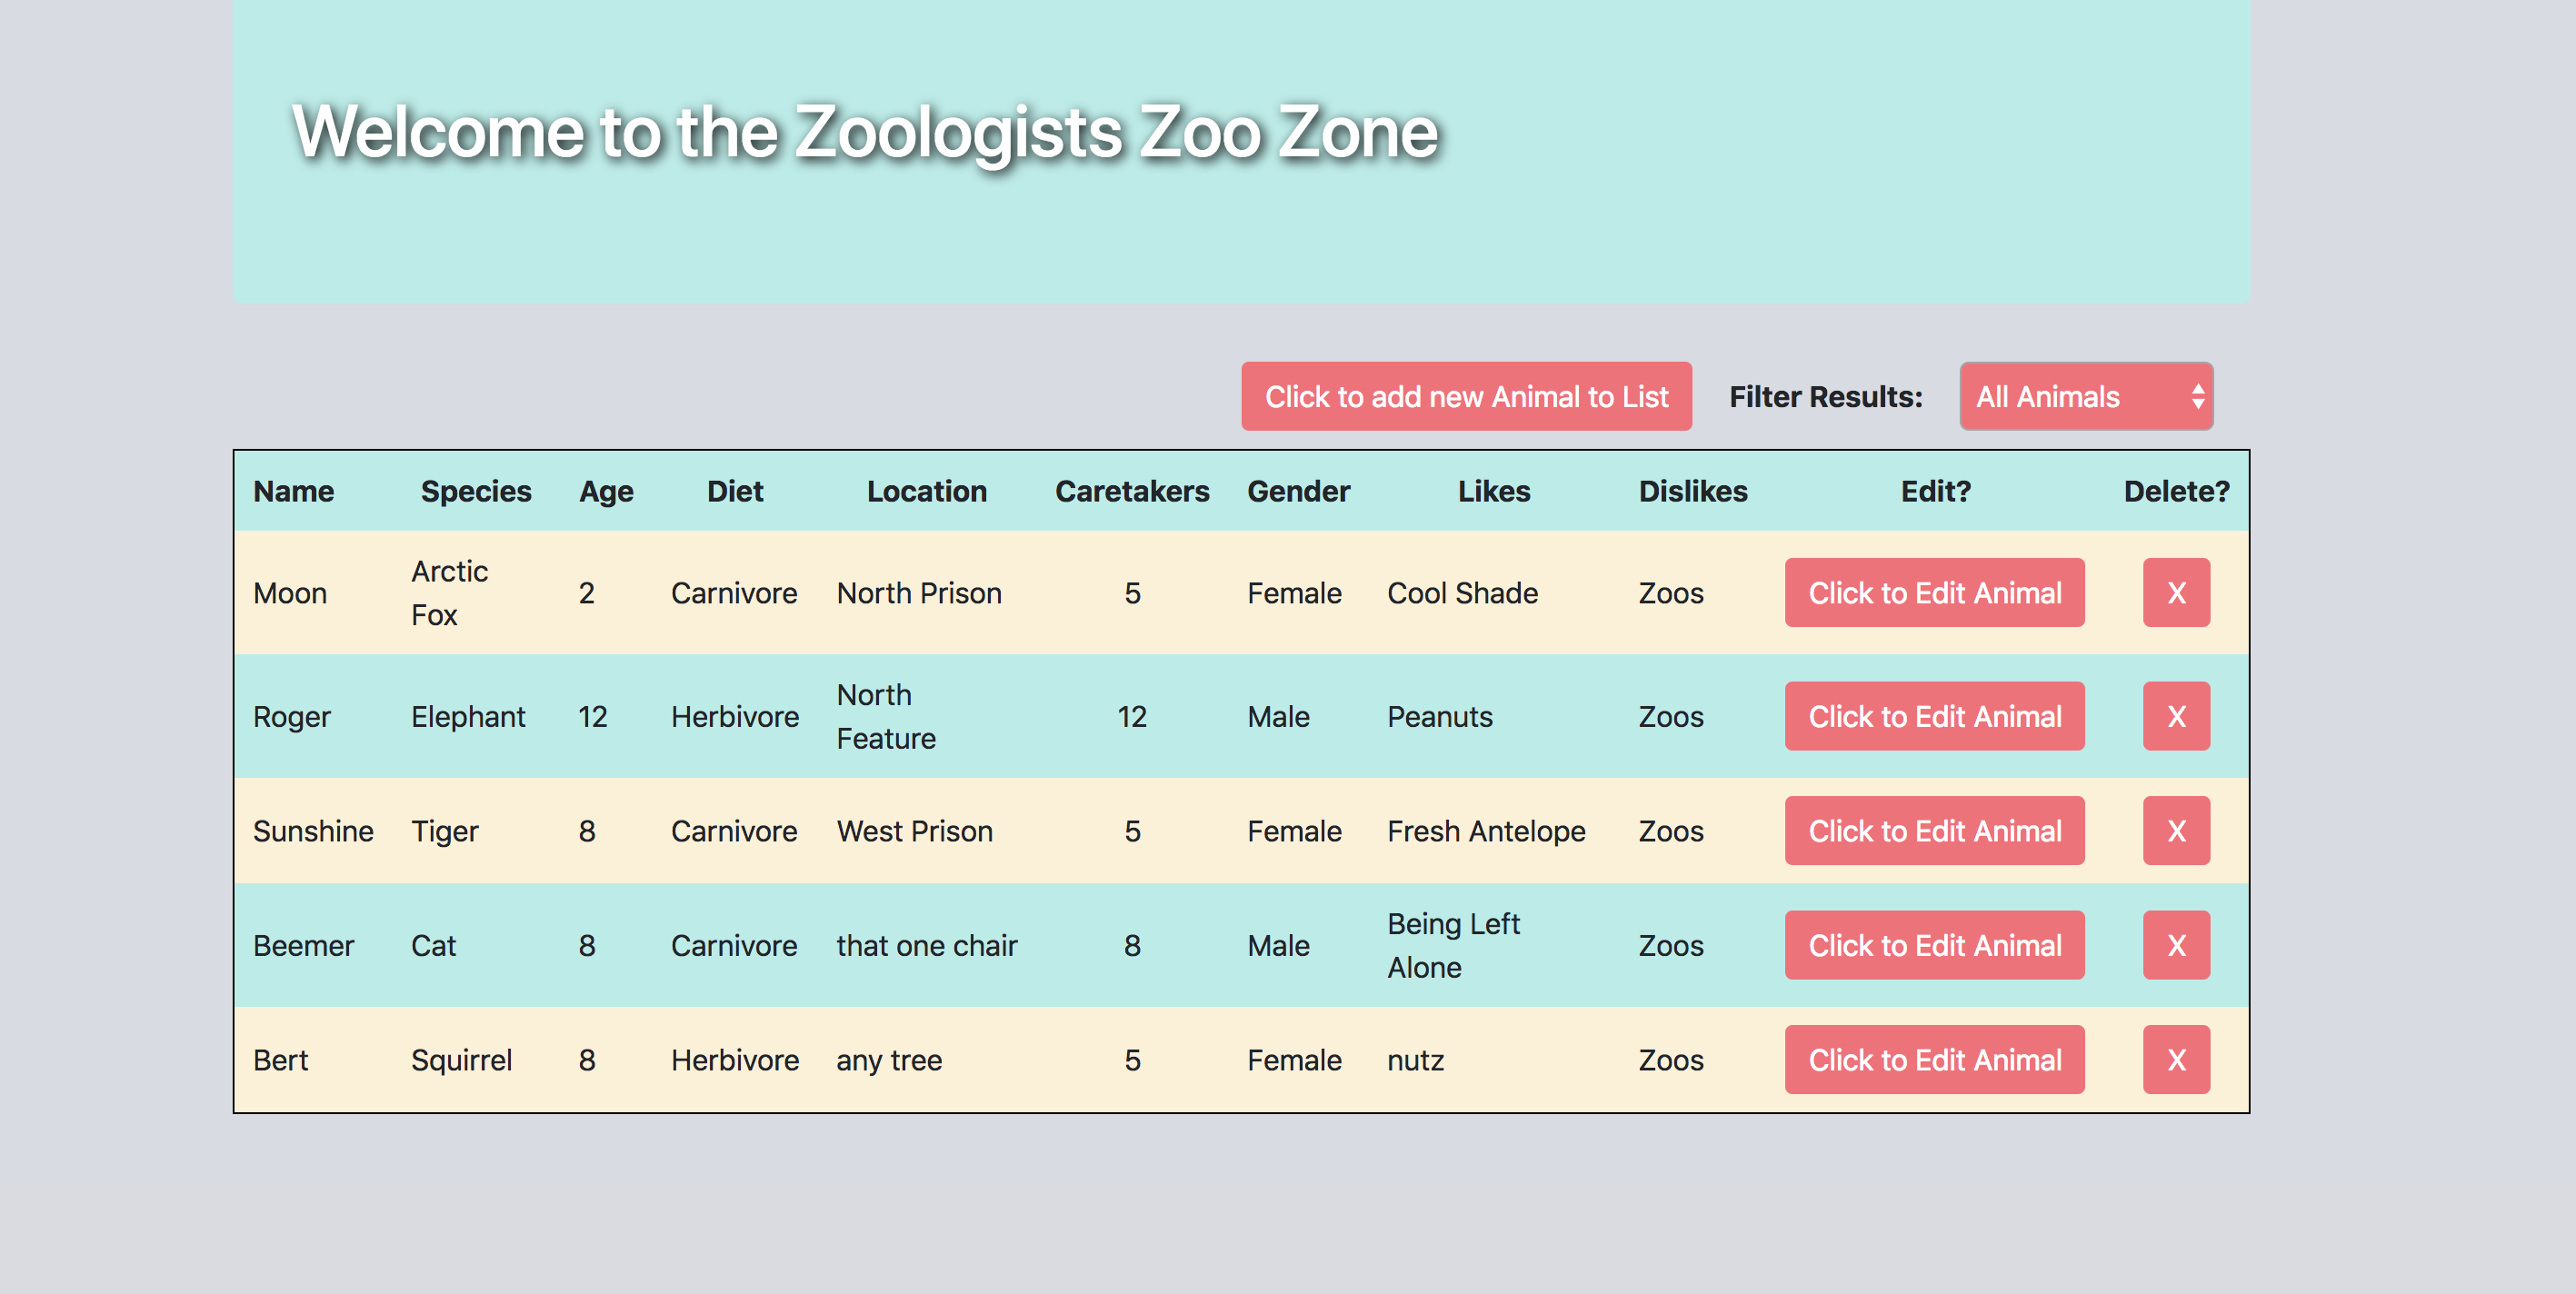 Welcome to the Zoologists Zoo Zone
Click to add new Animal to List Filter Results: All Animals
Name Species Age Diet Location Caretakers Gender Likes Dislikes Edit? Delete?
Moon Arctic Fox 2 Carnivore North Prison 5 Female Cool Shade Zoos Click to Edit Animal X
Roger Elephant 12 Herbivore North Feature 12 Male Peanuts Zoos Click to Edit Animal X
Sunshine Tiger 8 Carnivore West Prison 5 Female Fresh Antelope Zoos Click to Edit Animal X
Beemer Cat 8 Carnivore that one chair 8 Male Being Left Alone Zoos Click to Edit Animal X
Bert Squirrel 8 Herbivore any tree 5 Female nutz Zoos Click to Edit Animal X